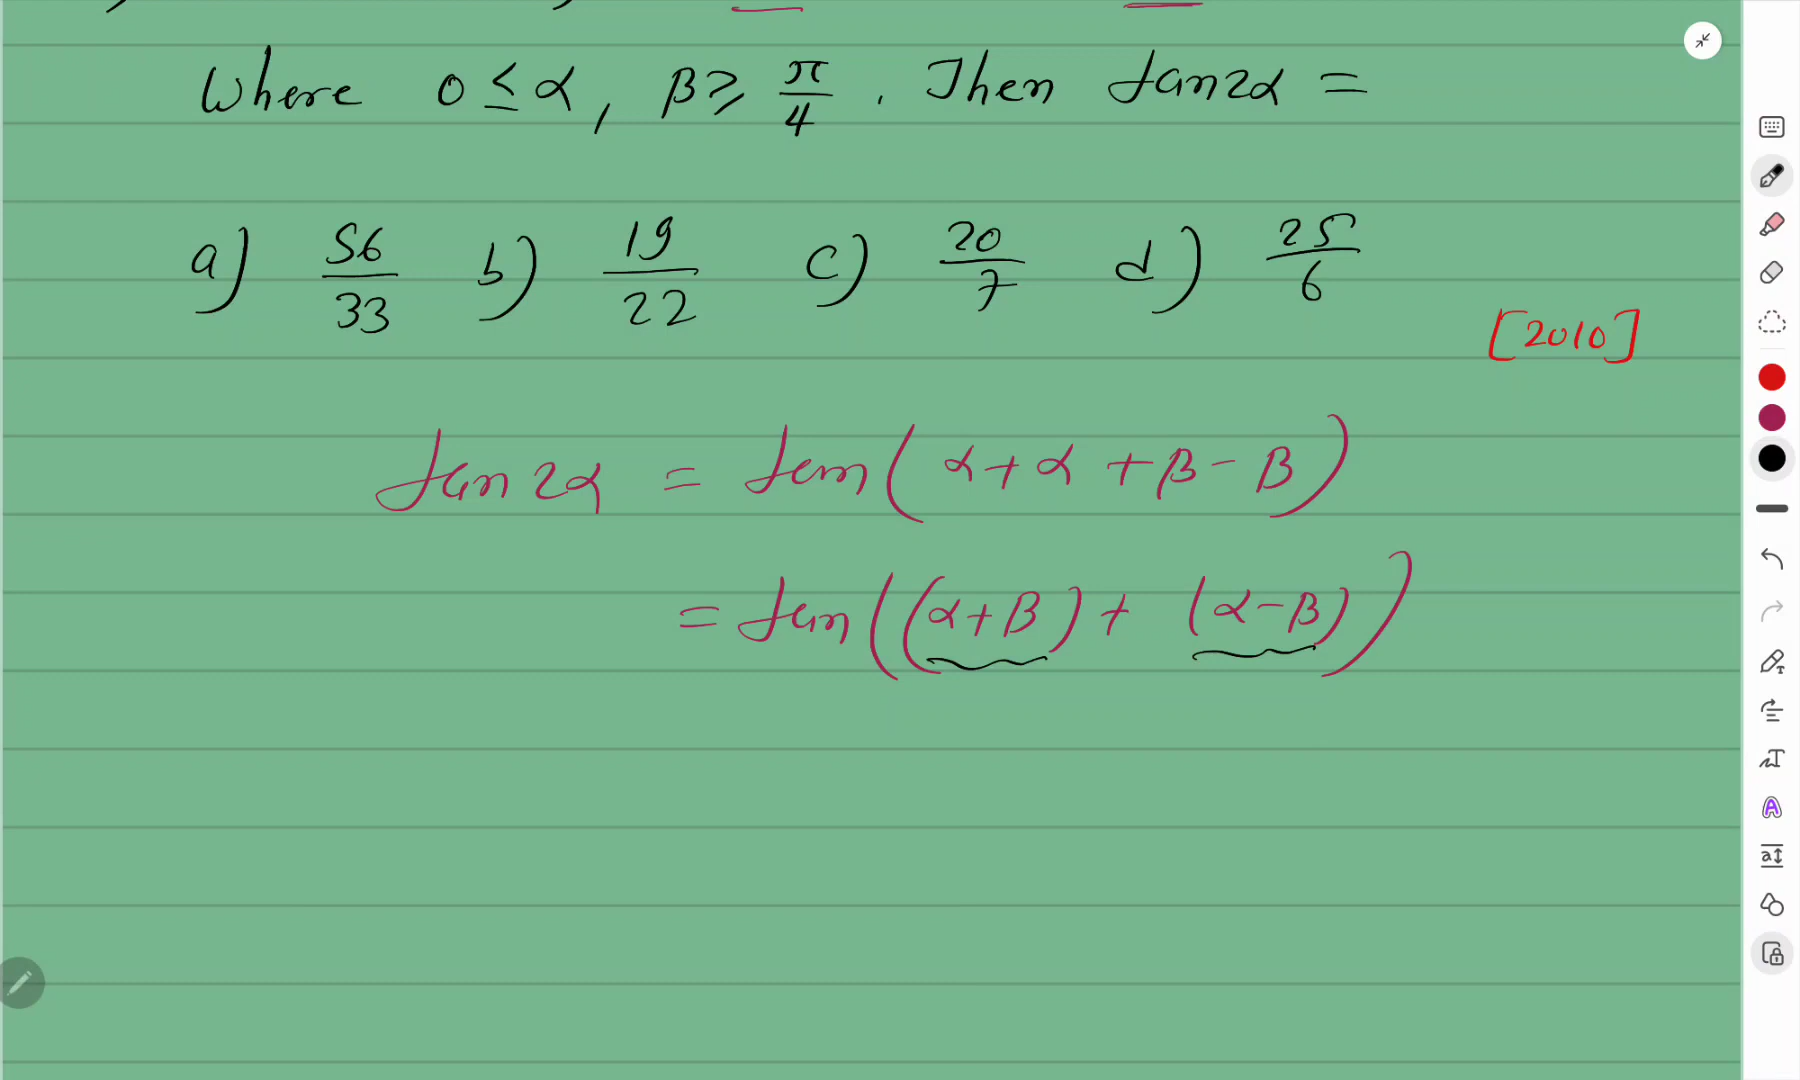 Where 0 ≤ α, β ≥ π/4. Then tan2α =
a) 56/33 b) 19/22 c) 20/7 d) 25/6
[2010]
tan 2α = tan(α+α+β-β)
= tan((α+β)+(α-β))